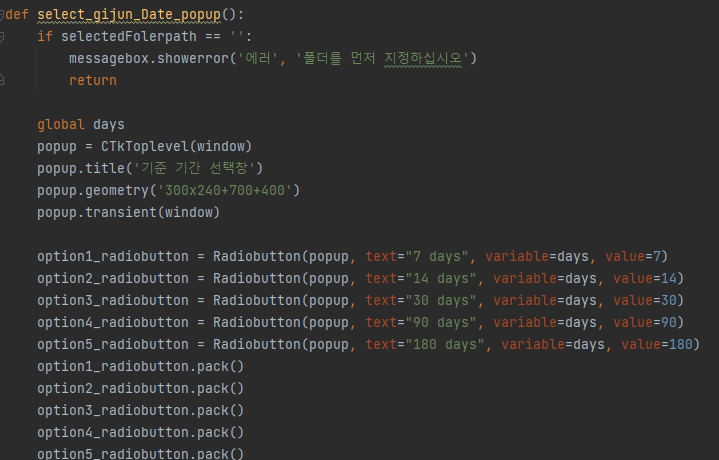 def select_gijun_Date_popup():
    if selectedFolerpath == '':
        messagebox.showerror('에러', '폴더를 먼저 지정하십시오')
        return
    global days
    popup = CTkToplevel(window)
    popup.title('기준 기간 선택창')
    popup.geometry('300x240+700+400')
    popup.transient(window)
    option1_radiobutton = Radiobutton(popup, text="7 days", variable=days, value=7)
    option2_radiobutton = Radiobutton(popup, text="14 days", variable=days, value=14)
    option3_radiobutton = Radiobutton(popup, text="30 days", variable=days, value=30)
    option4_radiobutton = Radiobutton(popup, text="90 days", variable=days, value=90)
    option5_radiobutton = Radiobutton(popup, text="180 days", variable=days, value=180)
    option1_radiobutton.pack()
    option2_radiobutton.pack()
    option3_radiobutton.pack()
    option4_radiobutton.pack()
    option5_radiobutton.pack()